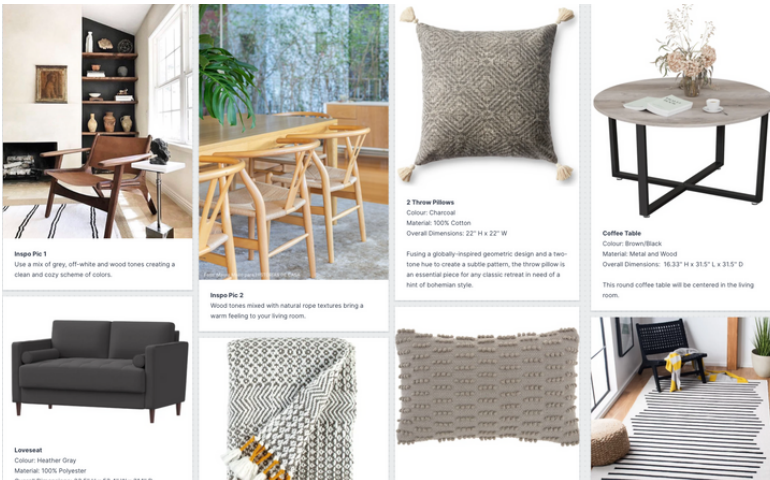 Inspo Pic 1
Use a mix of grey, off-white and wood tones creating a
clean and cozy scheme of colors.
Loveseat
Colour: Heather Gray
Material: 100% Polyester
Inspo Pic 2
Wood tones mixed with natural rope textures bring a
warm feeling to your living room.
2 Throw Pillows
Colour: Charcoal
Material: 100% Cotton
Overall Dimensions: 22'' H x 22'' W
Fusing a globally-inspired geometric design and a two-
tone hue to create a subtle pattern, the throw pillow is
an essential piece for any classic retreat in need of a
hint of bohemian style.
Coffee Table
Colour: Brown/Black
Material: Metal and Wood
Overall Dimensions: 16.33'' H x 31.5'' L x 31.5'' D
This round coffee table will be centered in the living
room.